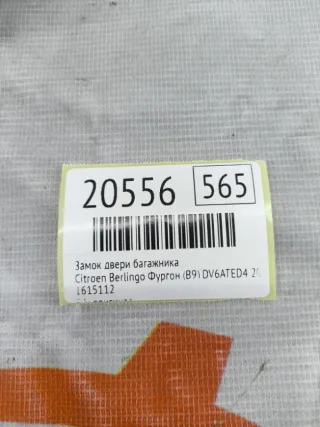 20556 565
Замок двери багажника
Citroen Berlingo Фургон (B9) DV6ATED4
1615112